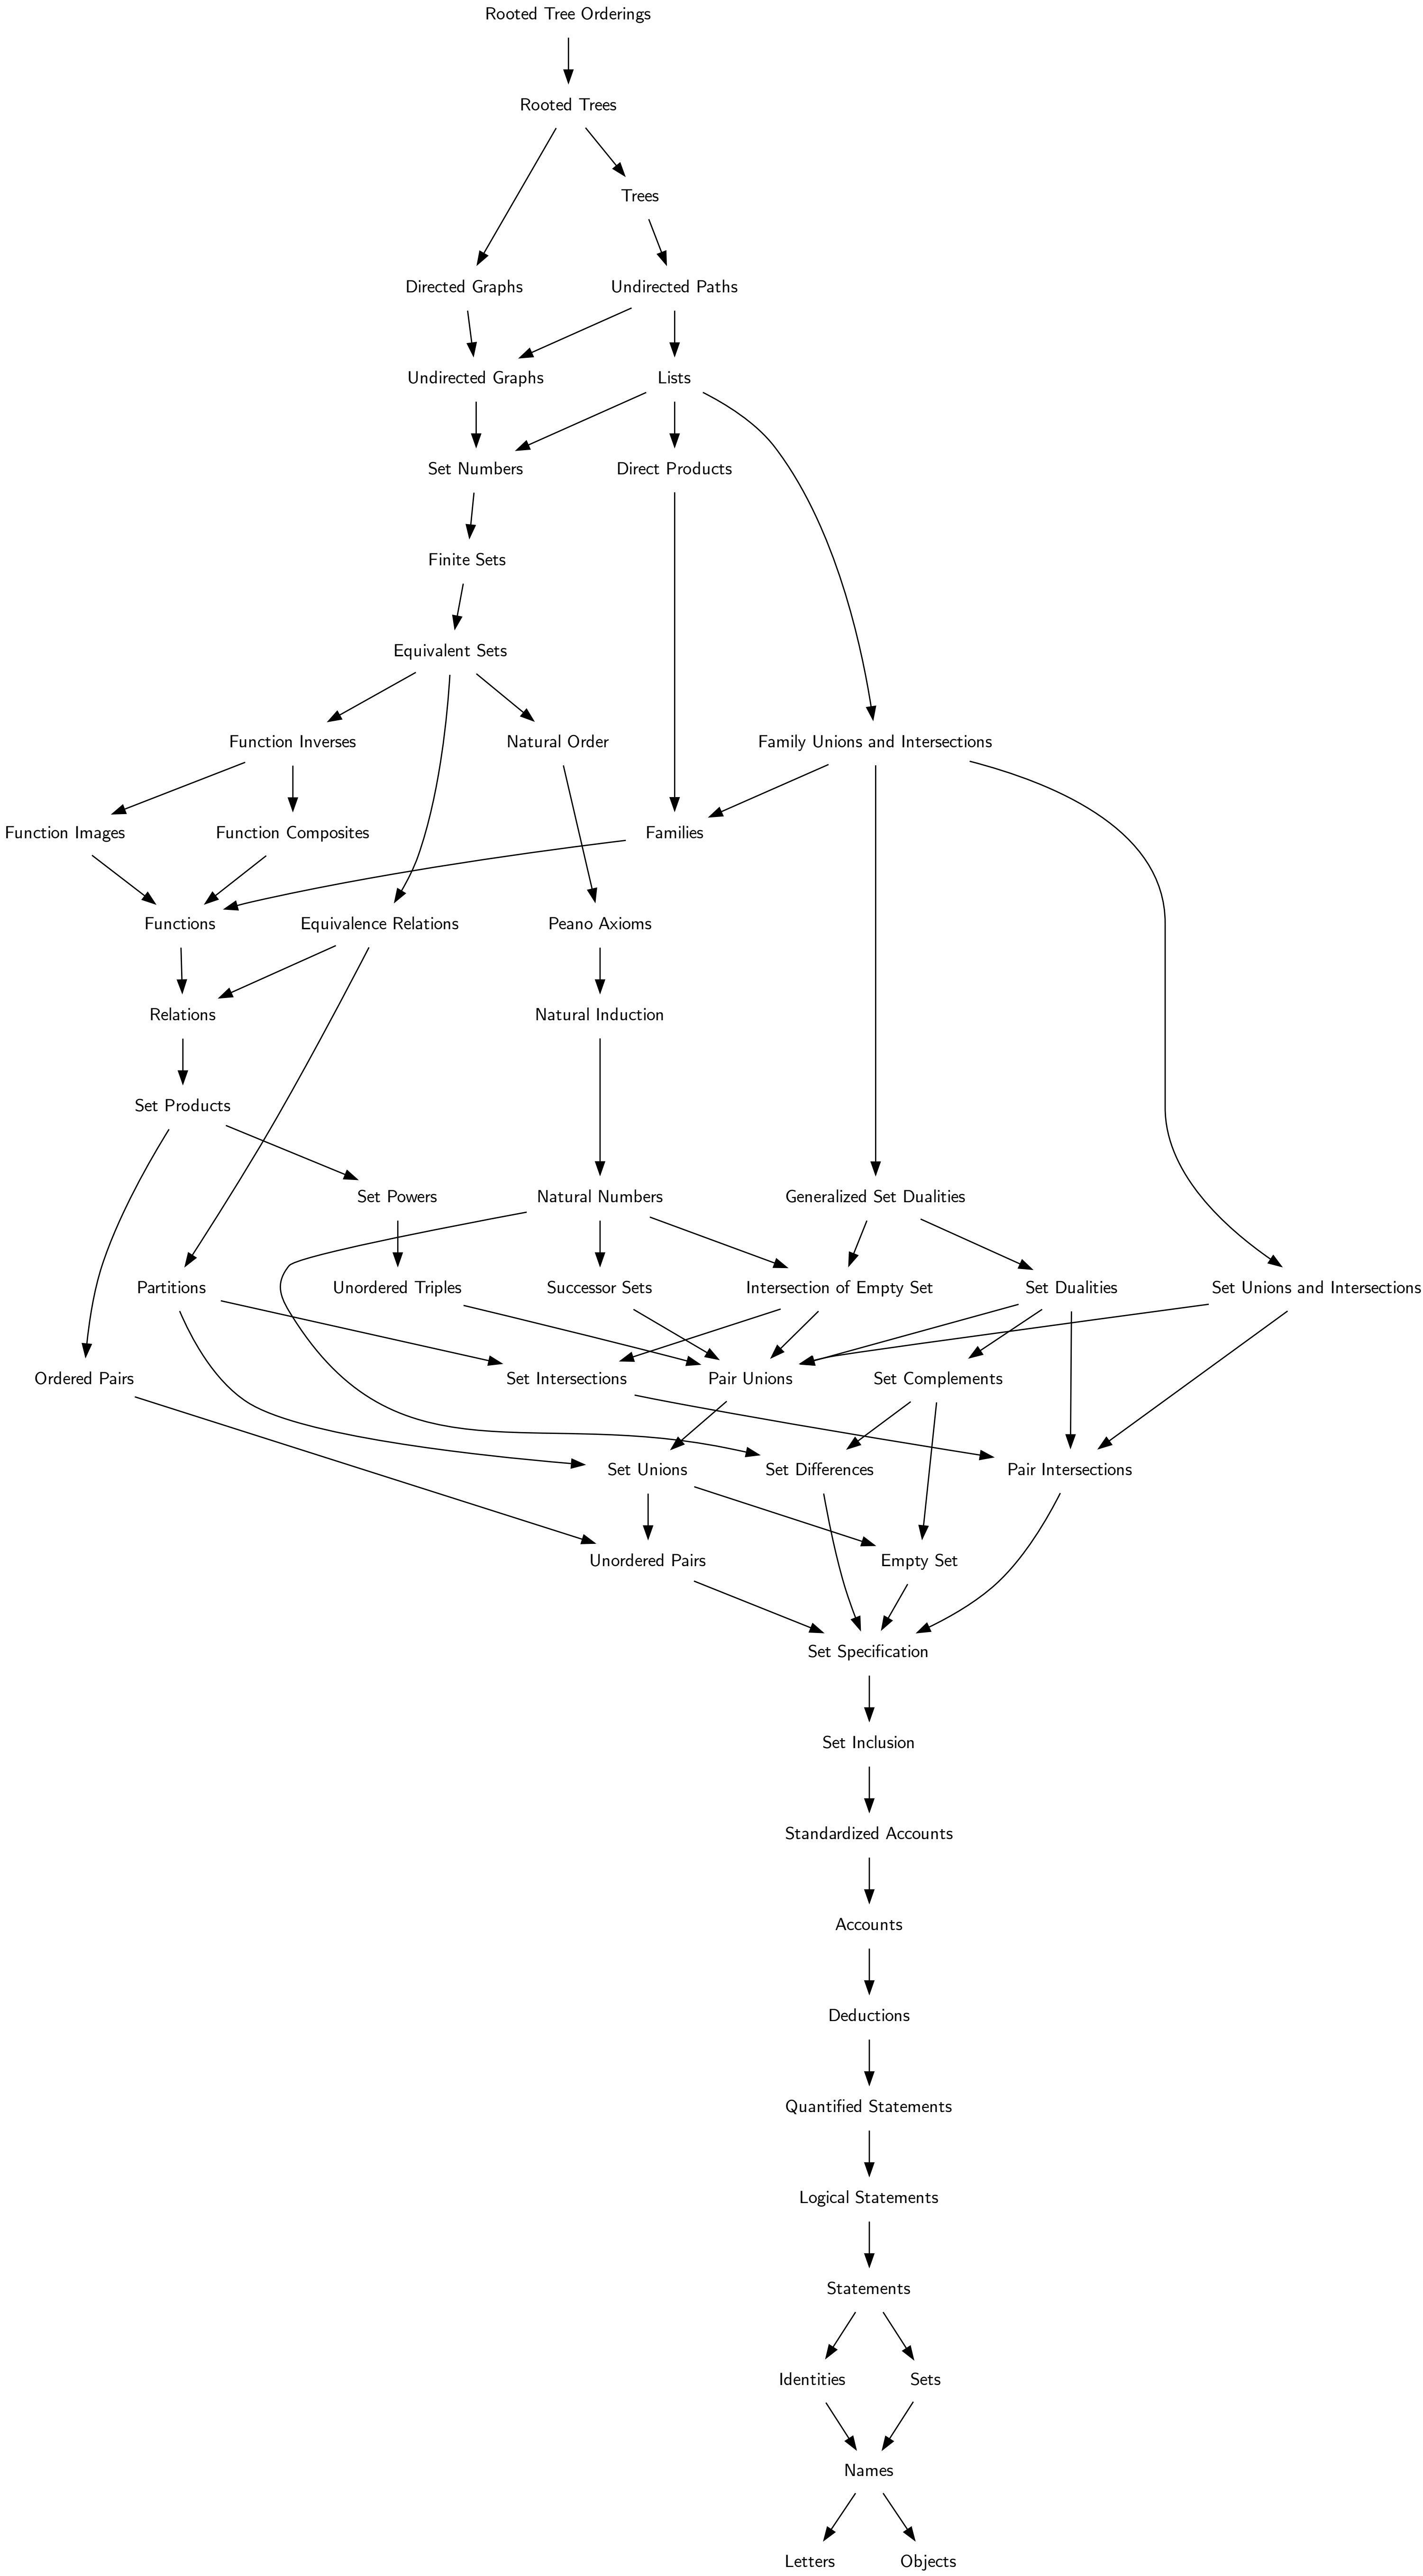 Rooted Tree Orderings
Rooted Trees
Trees
Directed Graphs
Undirected Paths
Undirected Graphs
Lists
Set Numbers
Direct Products
Finite Sets
Equivalent Sets
Function Inverses
Natural Order
Family Unions and Intersections
Function Images
Function Composites
Families
Functions
Equivalence Relations
Peano Axioms
Relations
Natural Induction
Set Products
Set Powers
Natural Numbers
Generalized Set Dualities
Partitions
Unordered Triples
Successor Sets
Intersection of Empty Set
Set Dualities
Set Unions and Intersections
Ordered Pairs
Set Intersections
Pair Unions
Set Complements
Set Unions
Set Differences
Pair Intersections
Unordered Pairs
Empty Set
Set Specification
Set Inclusion
Standardized Accounts
Accounts
Deductions
Quantified Statements
Logical Statements
Statements
Identities
Sets
Names
Letters
Objects